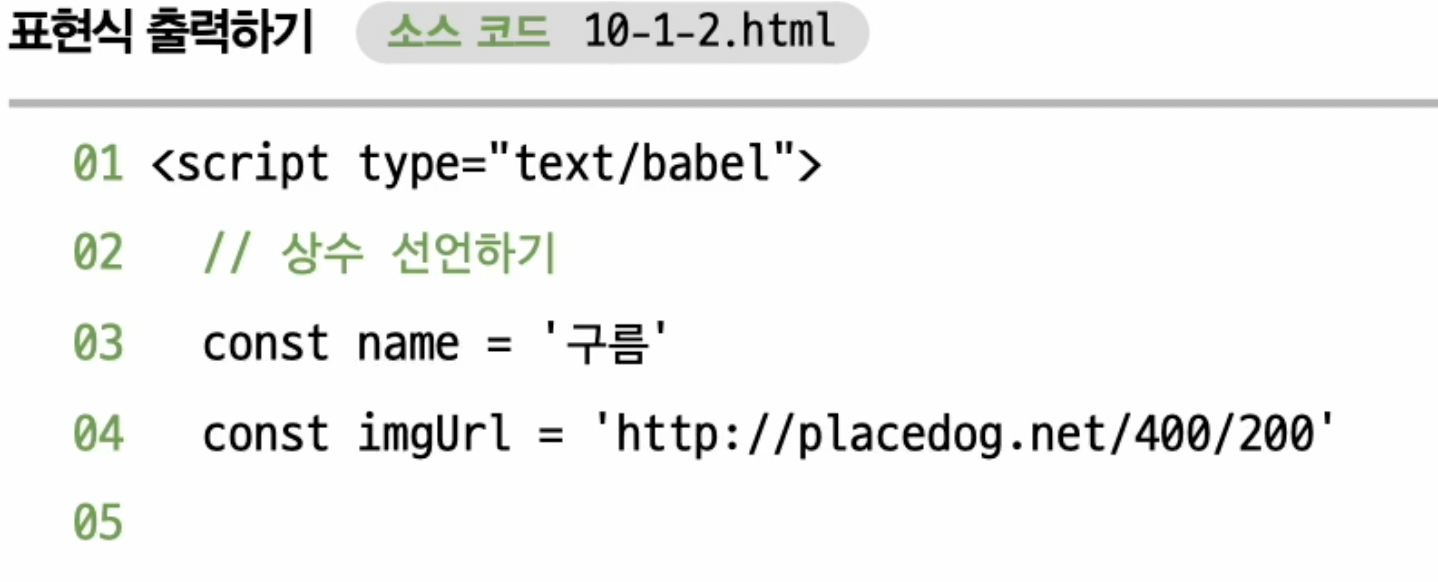 표현식 출력하기 소스 코드 10-1-2.html
01 <script type="text/babel">
02 // 상수 선언하기
03 const name = '구름'
04 const imgUrl = 'http://placedog.net/400/200'
05